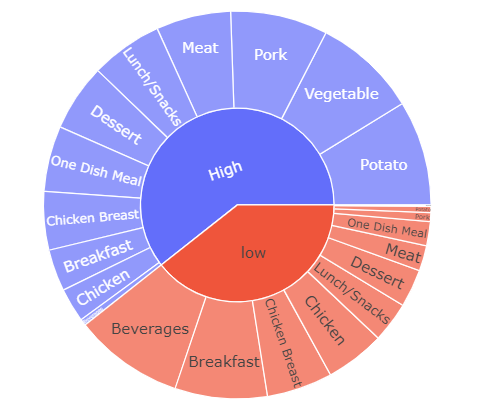 High
Potato
Vegetable
Pork
Meat
Lunch/Snacks
Dessert
One Dish Meal
Chicken Breast
Breakfast
Chicken
low
Beverages
Breakfast
Chicken Breast
Chicken
Lunch/Snacks
Dessert
Meat
One Dish Meal
Pork